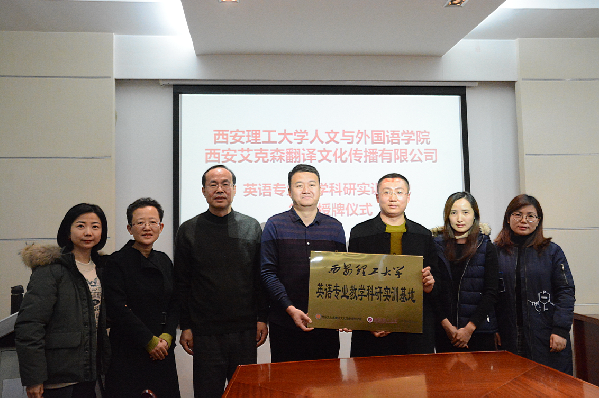 西安理工大学人文与外国语学院
西安艾克森翻译文化传播有限公司
英语专 学科研实训
授牌仪式
西安理工大学
英语专业教学科研实训基地